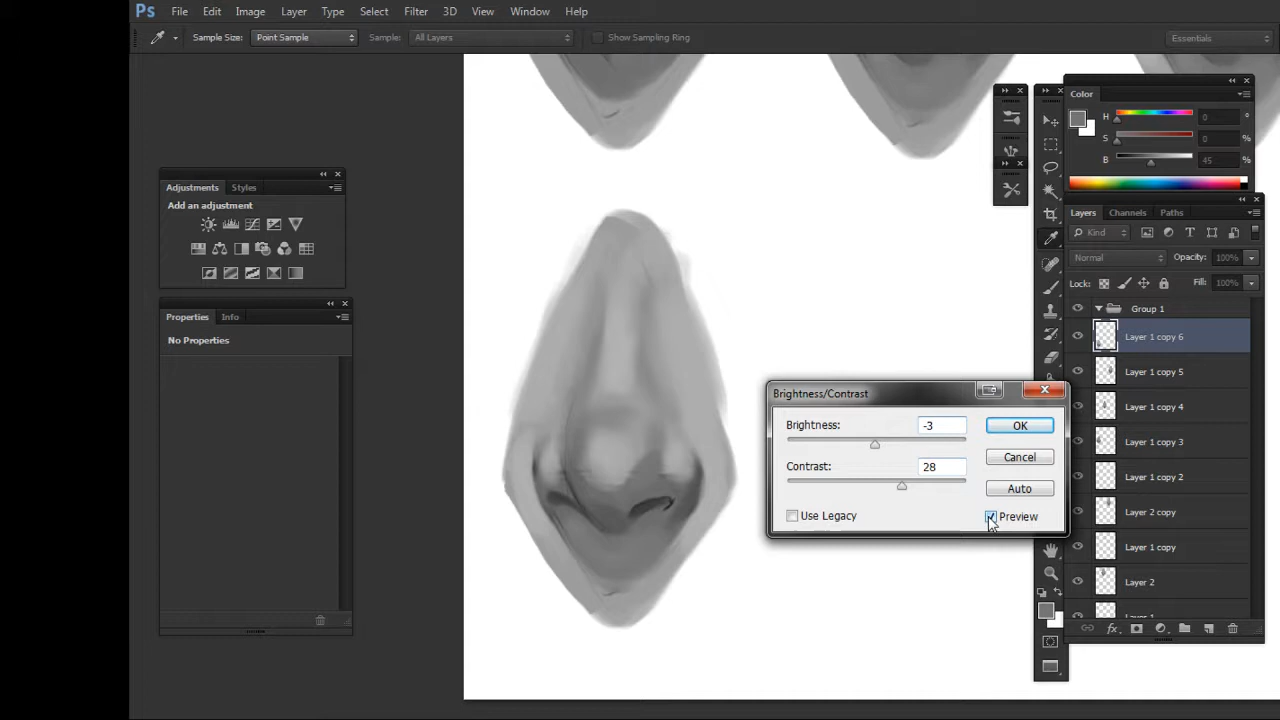 Ps File Edit Image Layer Type Select Filter 3D View Window Help
Sample Size: Point Sample Sample: All Layers Show Sampling Ring Essentials
Color
H 0 °
S 0 %
B 45 %
Adjustments Styles
Add an adjustment
Properties Info
No Properties
Layers Channels Paths
Kind
Normal Opacity: 100%
Lock: Fill: 100%
Group 1
Layer 1 copy 6
Layer 1 copy 5
Layer 1 copy 4
Layer 1 copy 3
Layer 1 copy 2
Layer 2 copy
Layer 1 copy
Layer 2
Layer 1
fx
Brightness/Contrast
Brightness: -3 OK
Cancel
Contrast: 28
Auto
Use Legacy Preview